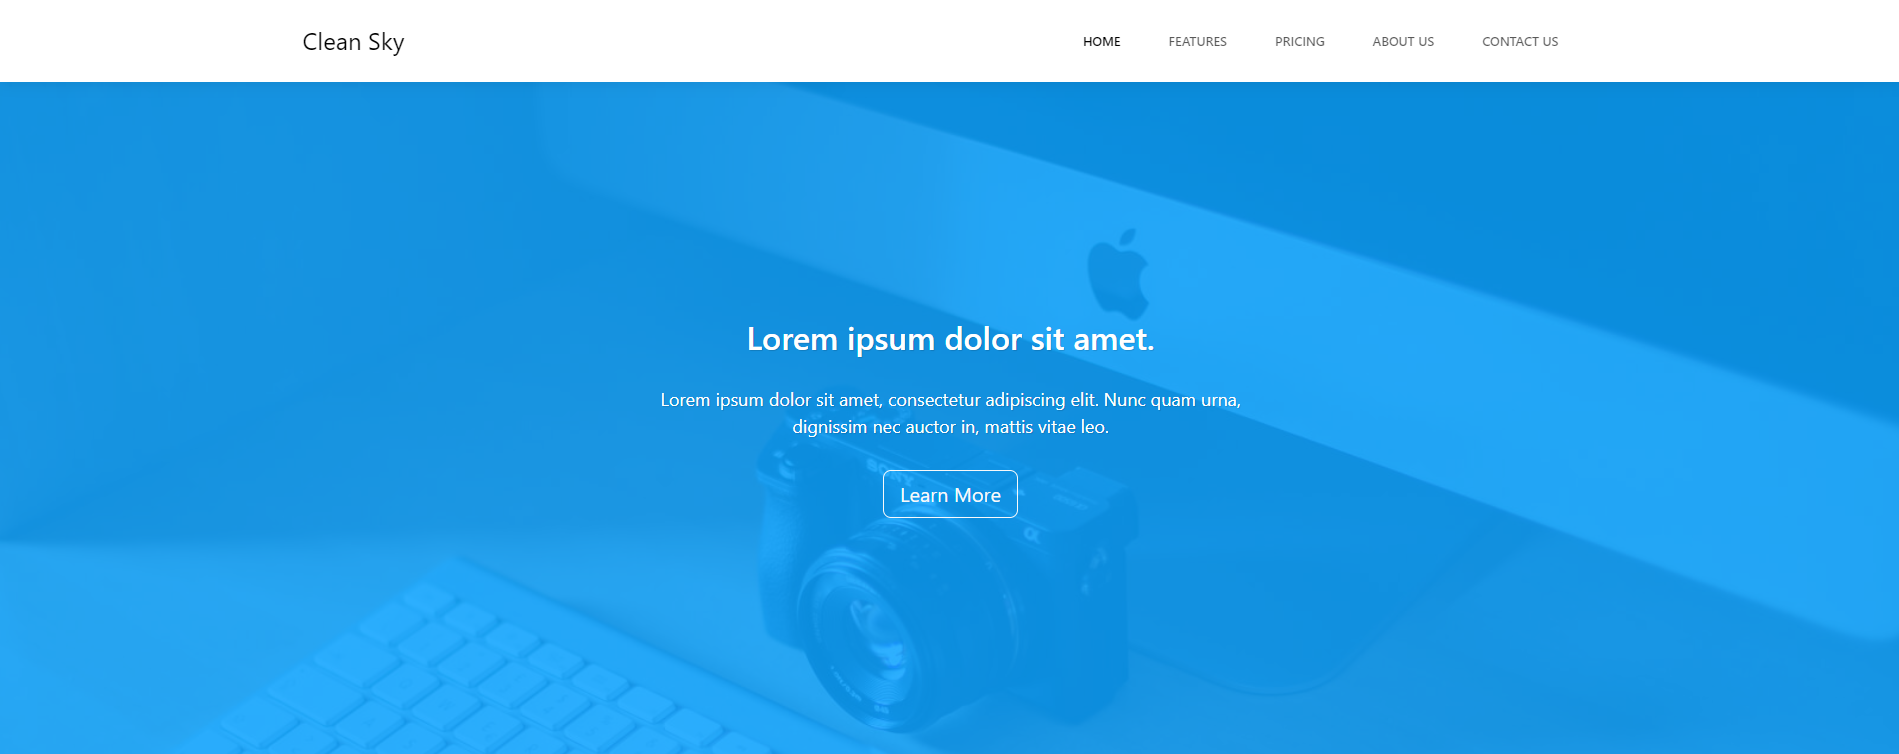 Clean Sky
HOME FEATURES PRICING ABOUT US CONTACT US
Lorem ipsum dolor sit amet.
Lorem ipsum dolor sit amet, consectetur adipiscing elit. Nunc quam urna,
dignissim nec auctor in, mattis vitae leo.
SONY
Learn More
α